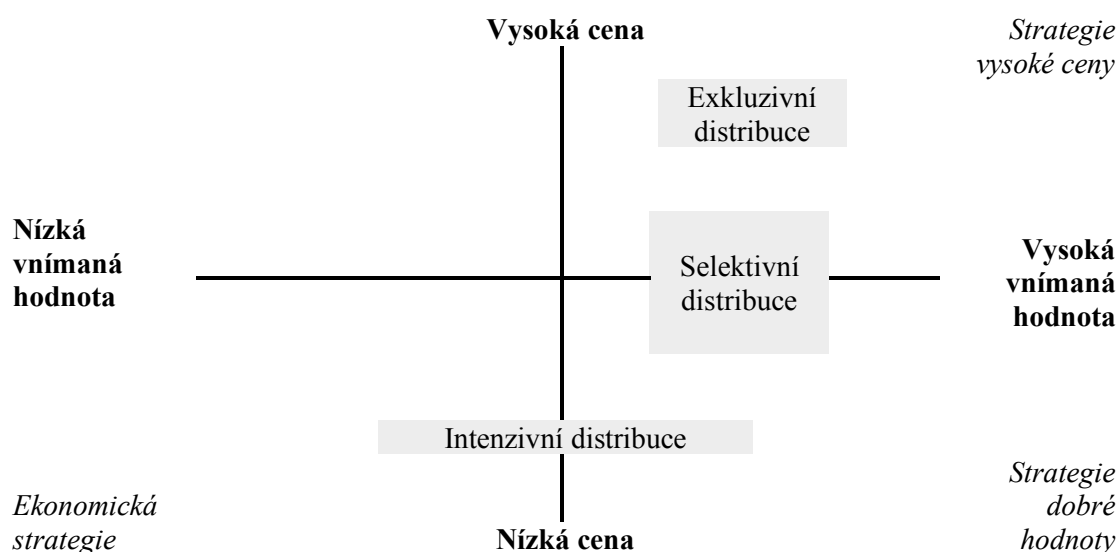 Vysoká cena
Strategie
vysoké ceny
Exkluzivní
distribuce
Nízká
vnímaná
hodnota
Selektivní
distribuce
Vysoká
vnímaná
hodnota
Intenzivní distribuce
Ekonomická
strategie
Nízká cena
Strategie
dobré
hodnoty